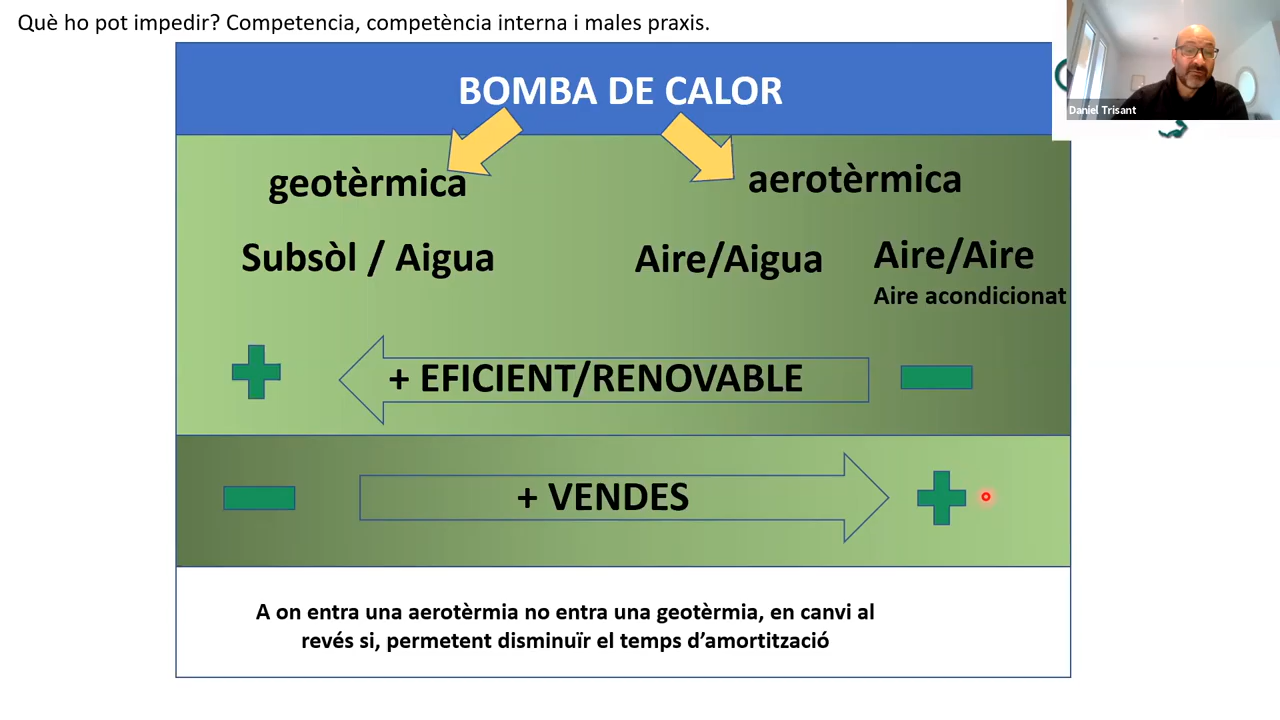 Què ho pot impedir? Competencia, competència interna i males praxis.
BOMBA DE CALOR
geotèrmica
aerotèrmica
Subsòl / Aigua
Aire/Aigua
Aire/Aire
Aire acondicionat
+ EFICIENT/RENOVABLE
+ VENDES
A on entra una aerotèrmia no entra una geotèrmia, en canvi al
revés si, permetent disminuïr el temps d'amortització
Daniel Trisant